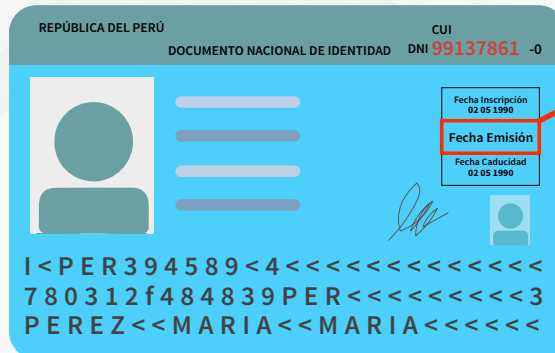 REPÚBLICA DEL PERÚ
CUI
DOCUMENTO NACIONAL DE IDENTIDAD DNI 99137861 -0
Fecha Inscripción
02 05 1990
Fecha Emisión
Fecha Caducidad
02 05 1990
I<PER394589<4<<<<<<<<<<<<<
780312f484839PER<<<<<<<<<3
PEREZ<<MARIA<<MARIA<<<<<<